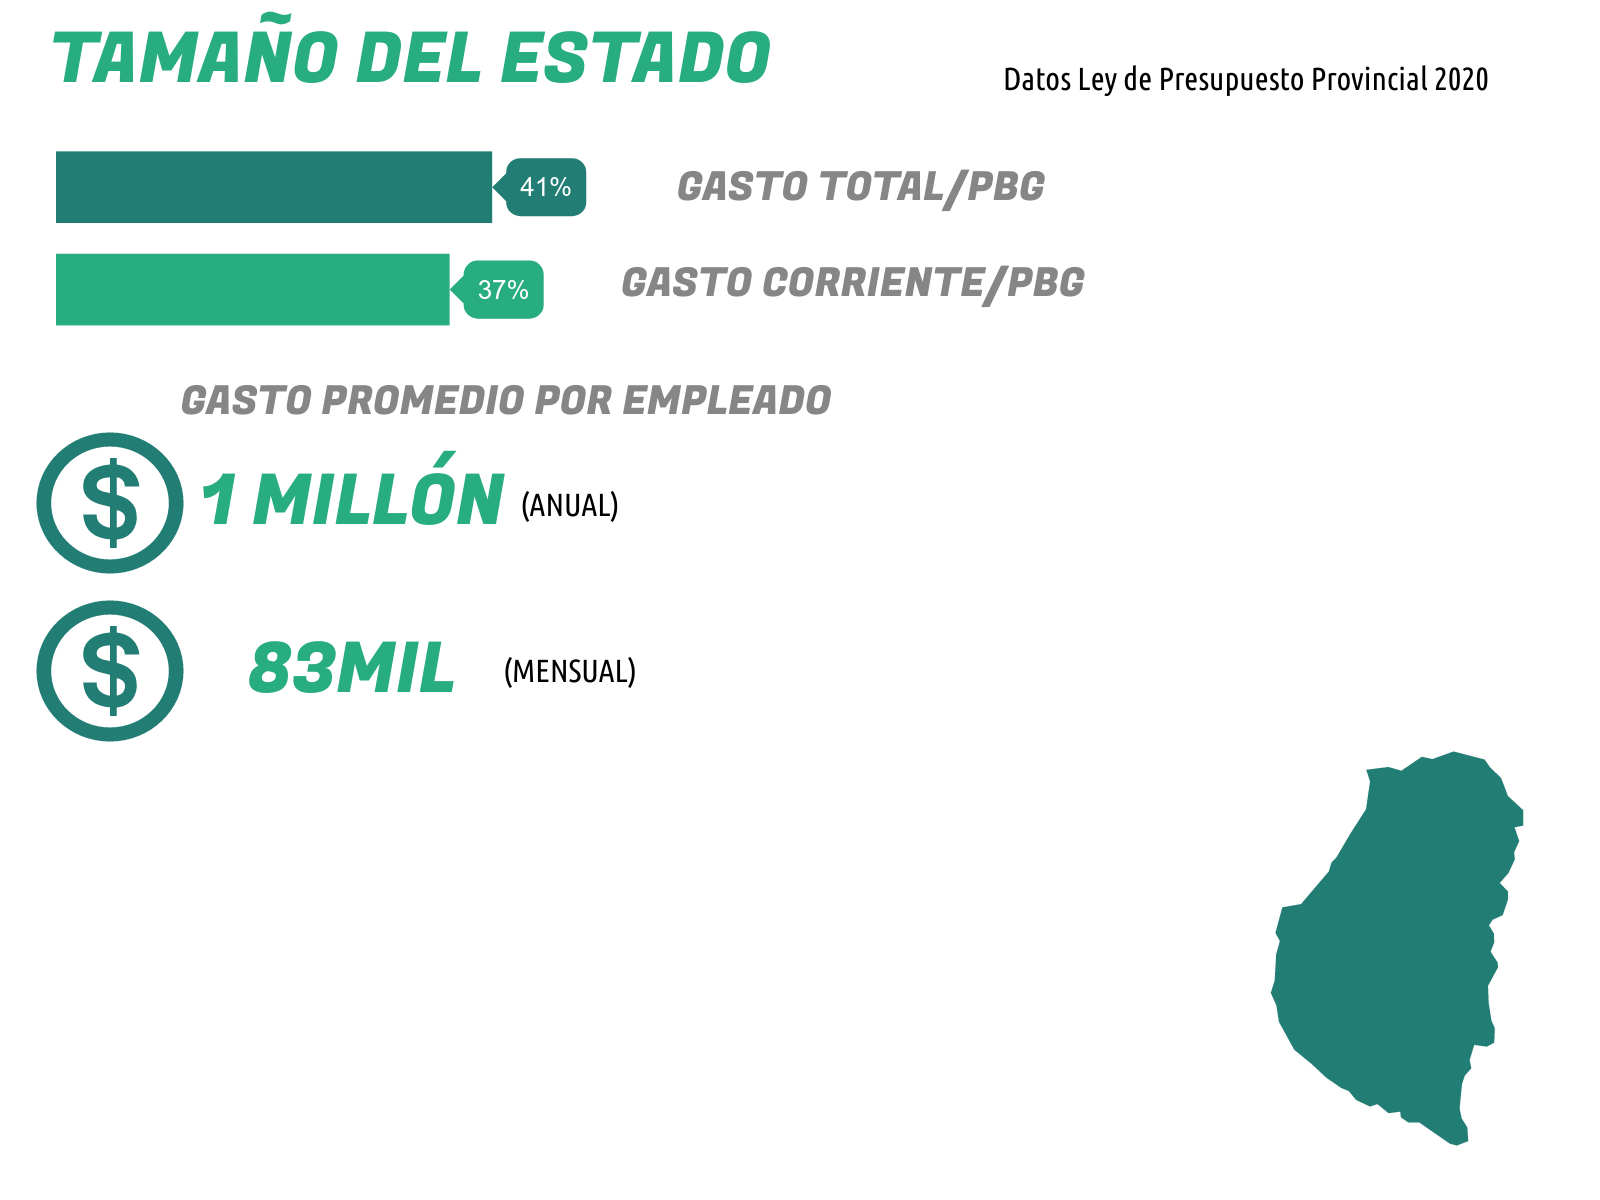 TAMAÑO DEL ESTADO
Datos Ley de Presupuesto Provincial 2020
41%
GASTO TOTAL/PBG
37%
GASTO CORRIENTE/PBG
GASTO PROMEDIO POR EMPLEADO
$ 1 MILLÓN (ANUAL)
$ 83MIL (MENSUAL)